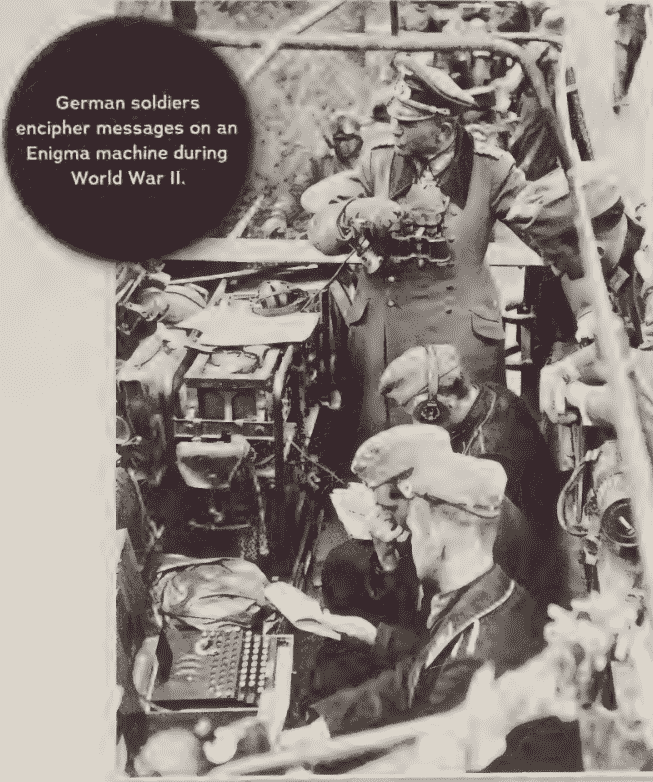 German soldiers
encipher messages on an
Enigma machine during
World War II.